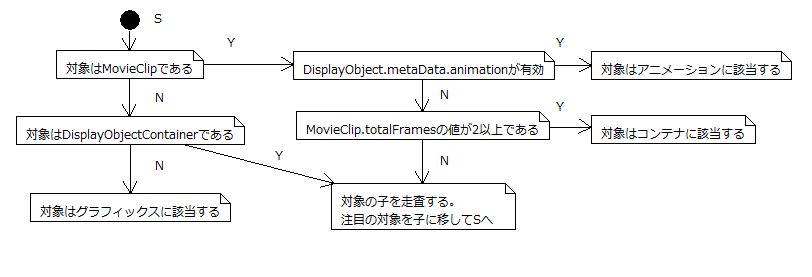 S
Y
Y
対象はMovieClipである
DisplayObject.metaData.animationが有効
対象はアニメーションに該当する
N
N
Y
対象はDisplayObjectContainerである
MovieClip.totalFramesの値が2以上である
対象はコンテナに該当する
N
Y
N
対象はグラフィックスに該当する
対象の子を走査する。
注目の対象を子に移してSへ